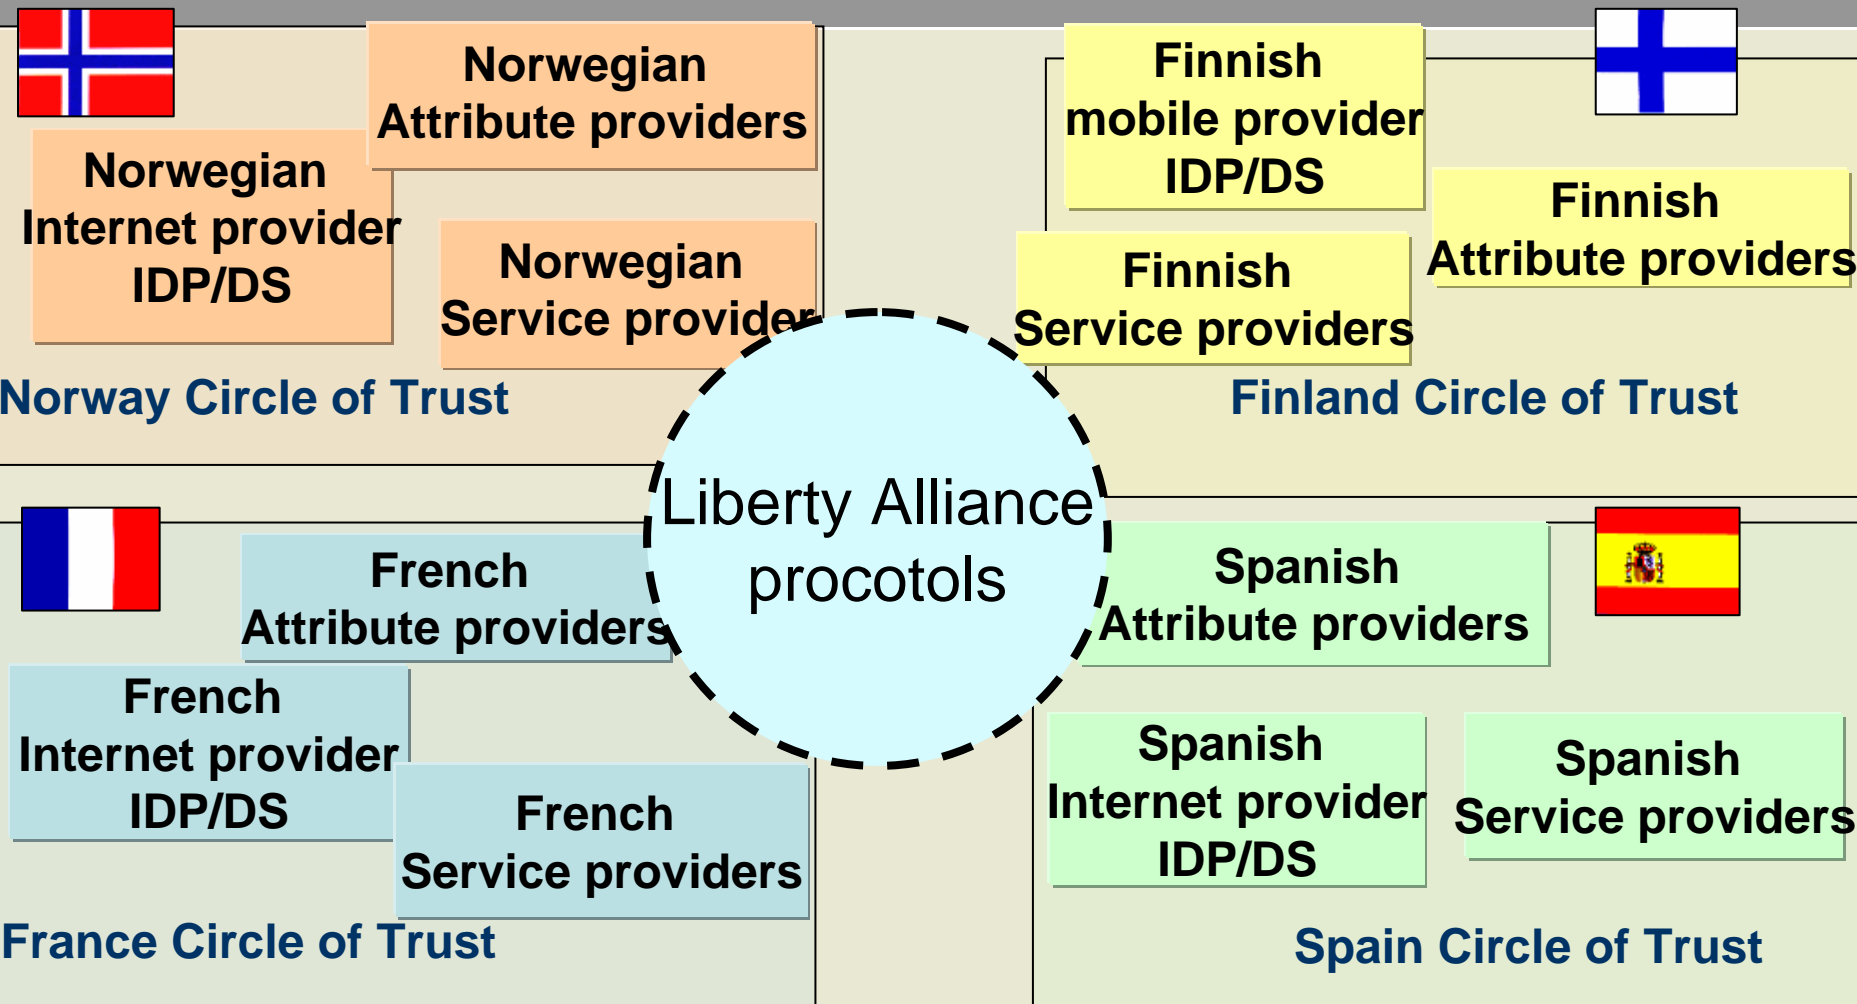 Norwegian
Attribute providers
Norwegian
Internet provider
IDP/DS
Norwegian
Service provider
Norway Circle of Trust
Finnish
mobile provider
IDP/DS
Finnish
Attribute providers
Finnish
Service providers
Finland Circle of Trust
Liberty Alliance
procotols
French
Attribute providers
French
Internet provider
IDP/DS
French
Service providers
France Circle of Trust
Spanish
Attribute providers
Spanish
Internet provider
IDP/DS
Spanish
Service providers
Spain Circle of Trust